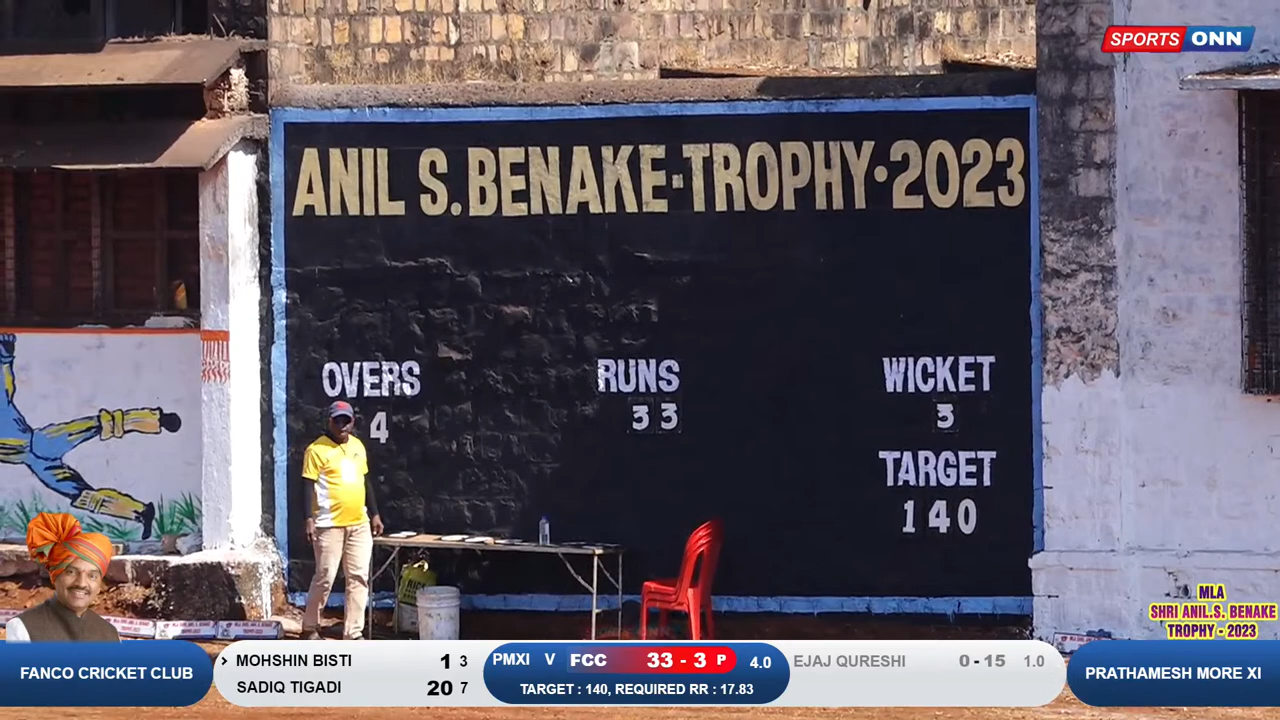 SPORTS ONN
ANIL S. BENAKE-TROPHY•2023
OVERS RUNS WICKET
4 33 3
TARGET
140
MLA
SHRI ANIL.S. BENAKE
TROPHY - 2023
FANCO CRICKET CLUB
› MOHSHIN BISTI 1 3
SADIQ TIGADI 20 7
PMXI V FCC 33 - 3 P 4.0
TARGET : 140, REQUIRED RR : 17.83
EJAJ QURESHI 0 - 15 1.0
PRATHAMESH MORE XI